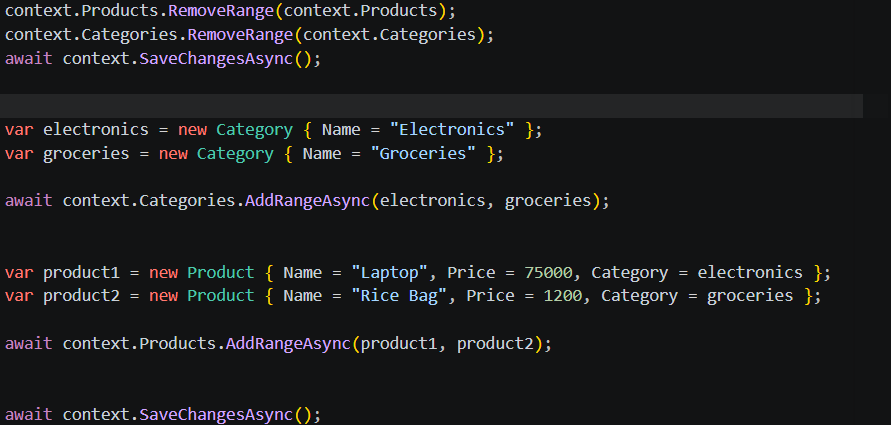 context.Products.RemoveRange(context.Products);
context.Categories.RemoveRange(context.Categories);
await context.SaveChangesAsync();
var electronics = new Category { Name = "Electronics" };
var groceries = new Category { Name = "Groceries" };
await context.Categories.AddRangeAsync(electronics, groceries);
var product1 = new Product { Name = "Laptop", Price = 75000, Category = electronics };
var product2 = new Product { Name = "Rice Bag", Price = 1200, Category = groceries };
await context.Products.AddRangeAsync(product1, product2);
await context.SaveChangesAsync();